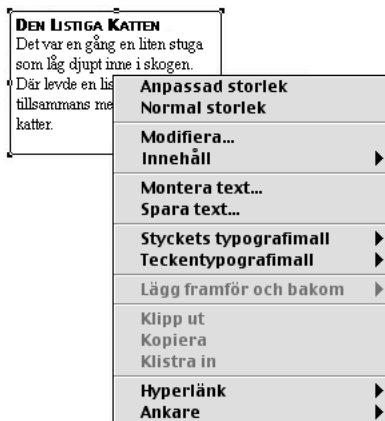 DEN LISTIGA KATTEN
Det var en gång en liten stuga
som låg djupt inne i skogen.
Där levde en lis
tillsammans me
katter.
Anpassad storlek
Normal storlek
Modifiera...
Innehåll
Montera text...
Spara text...
Styckets typografimall
Teckentypografimall
Lägg framför och bakom
Klipp ut
Kopiera
Klistra in
Hyperlänk
Ankare